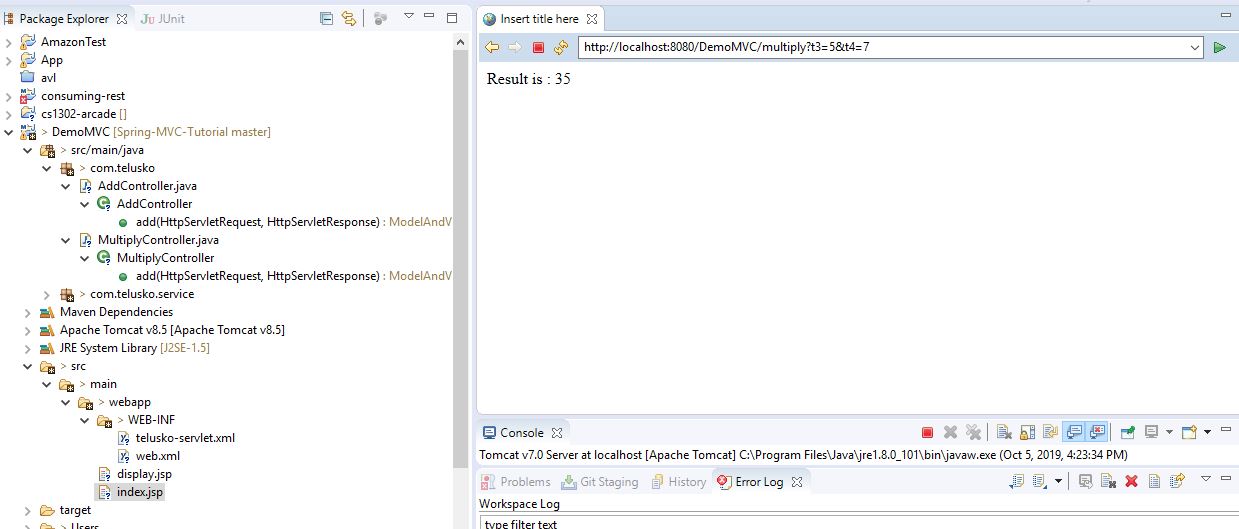 Package Explorer JUnit
AmazonTest
App
avl
consuming-rest
cs1302-arcade []
> DemoMVC [Spring-MVC-Tutorial master]
> src/main/java
> com.telusko
AddController.java
AddController
add(HttpServletRequest, HttpServletResponse) : ModelAndV
MultiplyController.java
MultiplyController
add(HttpServletRequest, HttpServletResponse) : ModelAndV
> com.telusko.service
Maven Dependencies
Apache Tomcat v8.5 [Apache Tomcat v8.5]
JRE System Library [J2SE-1.5]
> src
> main
> webapp
> WEB-INF
telusko-servlet.xml
web.xml
display.jsp
index.jsp
target
> Users
Insert title here
http://localhost:8080/DemoMVC/multiply?t3=5&t4=7
Result is : 35
Console
Tomcat v7.0 Server at localhost [Apache Tomcat] C:\Program Files\Java\jre1.8.0_101\bin\javaw.exe (Oct 5, 2019, 4:23:34 PM)
Problems Git Staging History Error Log
Workspace Log
type filter text